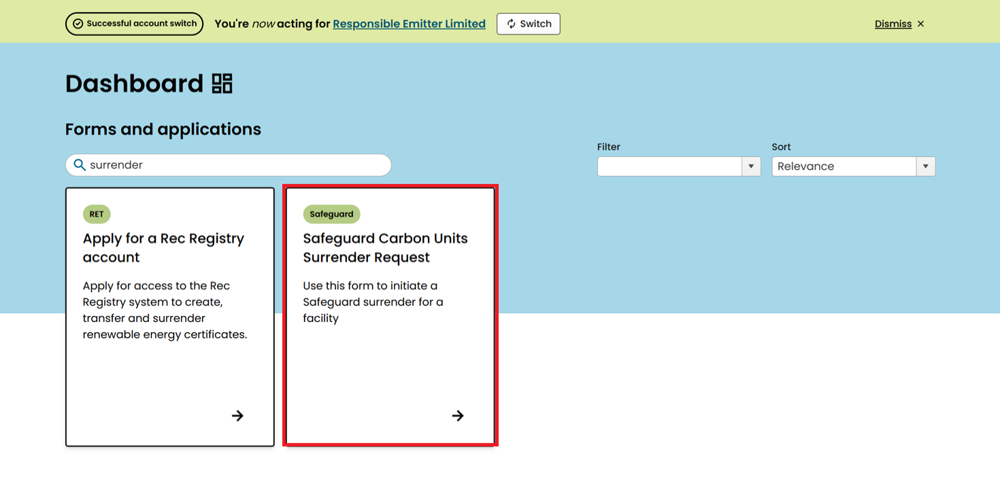 Successful account switch You're now acting for Responsible Emitter Limited Switch Dismiss
Dashboard
Forms and applications
Filter Sort
surrender Relevance
RET
Apply for a Rec Registry
account
Apply for access to the Rec
Registry system to create,
transfer and surrender
renewable energy certificates.
Safeguard
Safeguard Carbon Units
Surrender Request
Use this form to initiate a
Safeguard surrender for a
facility